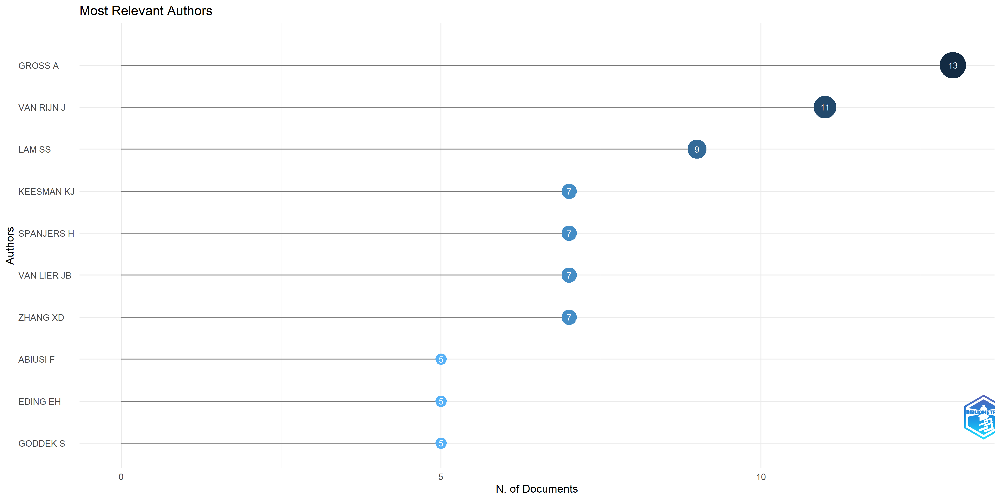 Most Relevant Authors
GROSS A
13
VAN RIJN J
11
LAM SS
9
KEESMAN KJ
7
SPANJERS H
7
VAN LIER JB
7
ZHANG XD
7
ABIUSI F
5
EDING EH
5
GODDEK S
5
Authors
0
5
10
N. of Documents